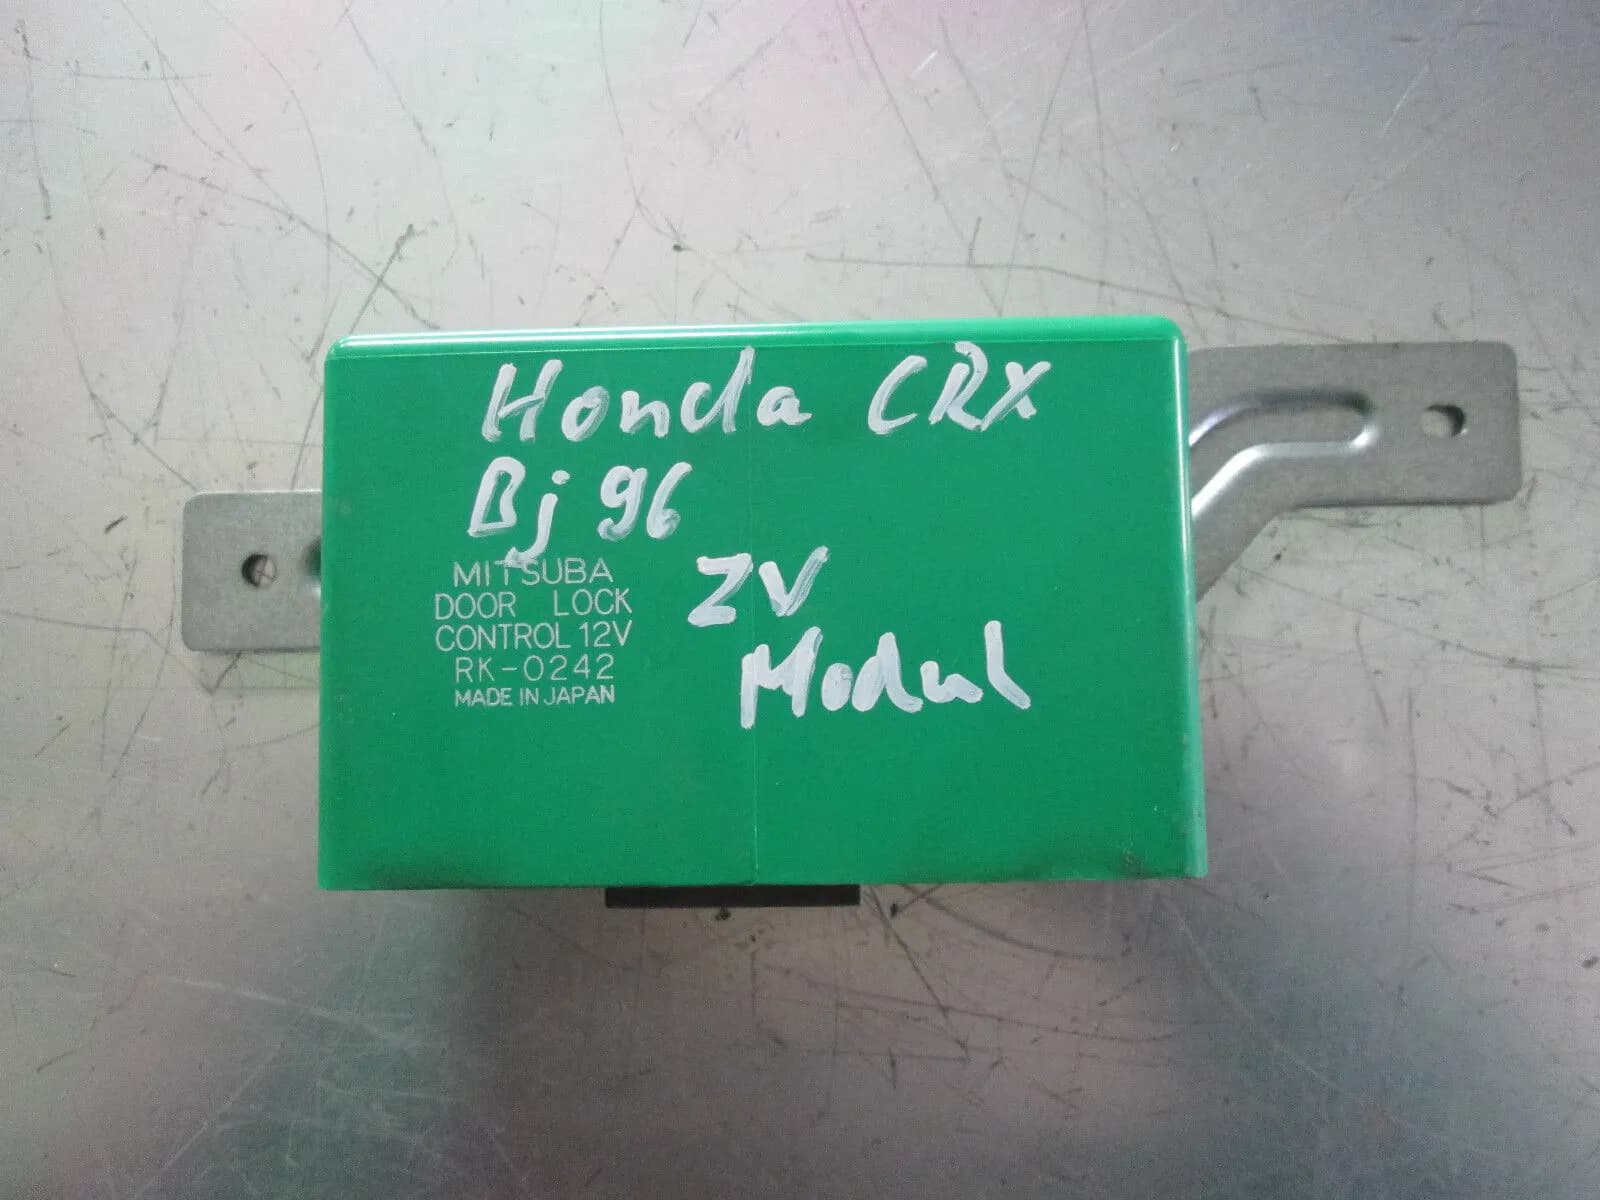 Honda CRX
Bj 96
ZV
Modul
MITSUBA
DOOR LOCK
CONTROL 12V
RK-0242
MADE IN JAPAN